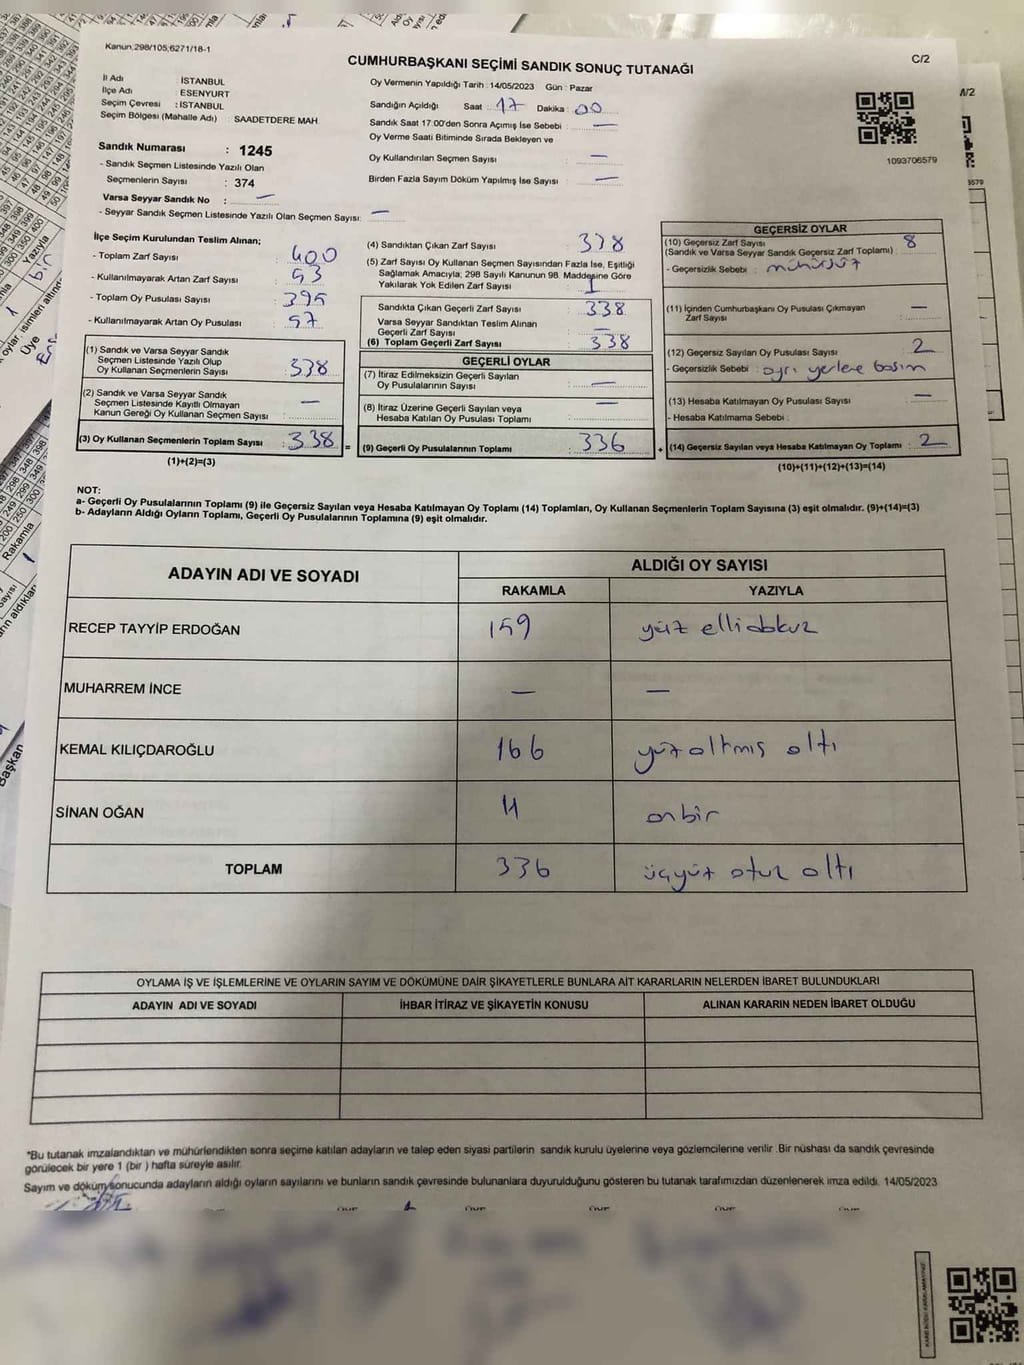 Kanun.298/105;6271/18-1
C/2
CUMHURBAŞKANI SEÇİMİ SANDIK SONUÇ TUTANAĞI
İl Adı : İSTANBUL
İlçe Adı : ESENYURT
Seçim Çevresi : İSTANBUL
Seçim Bölgesi (Mahalle Adı) : SAADETDERE MAH.
Sandık Numarası : 1245
- Sandık Seçmen Listesinde Yazılı Olan
Seçmenlerin Sayısı : 374
Varsa Seyyar Sandık No : —
- Seyyar Sandık Seçmen Listesinde Yazılı Olan Seçmen Sayısı: —
Oy Vermenin Yapıldığı Tarih : 14/05/2023 Gün : Pazar
Sandığın Açıldığı Saat : 17 Dakika : 00
Sandık Saat 17:00'den Sonra Açımış İse Sebebi : —
Oy Verme Saati Bitiminde Sırada Bekleyen ve
Oy Kullandırılan Seçmen Sayısı : —
Birden Fazla Sayım Döküm Yapılmış İse Sayısı : —
1093706579
İlçe Seçim Kurulundan Teslim Alınan;
- Toplam Zarf Sayısı : 400
- Kullanılmayarak Artan Zarf Sayısı :
- Toplam Oy Pusulası Sayısı : 395
- Kullanılmayarak Artan Oy Pusulası : 57
(1) Sandık ve Varsa Seyyar Sandık
Seçmen Listesinde Yazılı Olup
Oy Kullanan Seçmenlerin Sayısı : 338
(2) Sandık ve Varsa Seyyar Sandık
Seçmen Listesinde Kayıtlı Olmayan
Kanun Gereği Oy Kullanan Seçmen Sayısı : —
(3) Oy Kullanan Seçmenlerin Toplam Sayısı : 338 =
(1)+(2)=(3)
(4) Sandıktan Çıkan Zarf Sayısı : 338
(5) Zarf Sayısı Oy Kullanan Seçmen Sayısından Fazla İse, Eşitliği
Sağlamak Amacıyla; 298 Sayılı Kanunun 98. Maddesine Göre
Yakılarak Yok Edilen Zarf Sayısı :
Sandıkta Çıkan Geçerli Zarf Sayısı : 338
Varsa Seyyar Sandıktan Teslim Alınan
Geçerli Zarf Sayısı : —
(6) Toplam Geçerli Zarf Sayısı : 338
GEÇERLİ OYLAR
(7) İtiraz Edilmeksizin Geçerli Sayılan
Oy Pusulalarının Sayısı : —
(8) İtiraz Üzerine Geçerli Sayılan veya
Hesaba Katılan Oy Pusulası Toplamı : —
(9) Geçerli Oy Pusulalarının Toplamı : 336 +
GEÇERSİZ OYLAR
(10) Geçersiz Zarf Sayısı : 8
(Sandık ve Varsa Seyyar Sandık Geçersiz Zarf Toplamı)
- Geçersizlik Sebebi : mühürsüz
(11) İçinden Cumhurbaşkanı Oy Pusulası Çıkmayan
Zarf Sayısı : —
(12) Geçersiz Sayılan Oy Pusulası Sayısı : 2
- Geçersizlik Sebebi : ayrı yerlere basım
(13) Hesaba Katılmayan Oy Pusulası Sayısı : —
- Hesaba Katılmama Sebebi :
(14) Geçersiz Sayılan veya Hesaba Katılmayan Oy Toplamı : 2
(10)+(11)+(12)+(13)=(14)
NOT:
a- Geçerli Oy Pusulalarının Toplamı (9) ile Geçersiz Sayılan veya Hesaba Katılmayan Oy Toplamı (14) Toplamları, Oy Kullanan Seçmenlerin Toplam Sayısına (3) eşit olmalıdır. (9)+(14)=(3)
b- Adayların Aldığı Oyların Toplamı, Geçerli Oy Pusulalarının Toplamına (9) eşit olmalıdır.
ADAYIN ADI VE SOYADI
ALDIĞI OY SAYISI
RAKAMLA YAZIYLA
RECEP TAYYİP ERDOĞAN 159 yüz ellidokuz
MUHARREM İNCE — —
KEMAL KILIÇDAROĞLU 166 yüz altmış altı
SİNAN OĞAN 11 onbir
TOPLAM 336 üçyüz otuz altı
OYLAMA İŞ VE İŞLEMLERİNE VE OYLARIN SAYIM VE DÖKÜMÜNE DAİR ŞİKAYETLERLE BUNLARA AİT KARARLARIN NELERDEN İBARET BULUNDUKLARI
ADAYIN ADI VE SOYADI İHBAR İTİRAZ VE ŞİKAYETİN KONUSU ALINAN KARARIN NEDEN İBARET OLDUĞU
*Bu tutanak imzalandıktan ve mühürlendikten sonra seçime katılan adayların ve talep eden siyasi partilerin sandık kurulu üyelerine veya gözlemcilerine verilir .Bir nüshası da sandık çevresinde
görülecek bir yere 1 (bir ) hafta süreyle asılır.
Sayım ve döküm sonucunda adayların aldığı oyların sayılarını ve bunların sandık çevresinde bulunanlara duyurulduğunu gösteren bu tutanak tarafımızdan düzenlenerek imza edildi. 14/05/2023